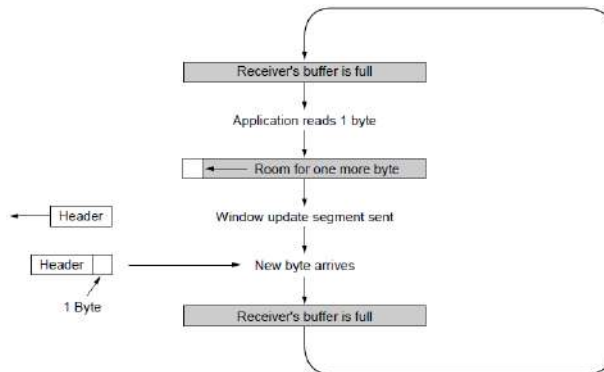 Receiver's buffer is full
Application reads 1 byte
Room for one more byte
Header
Window update segment sent
Header
New byte arrives
1 Byte
Receiver's buffer is full